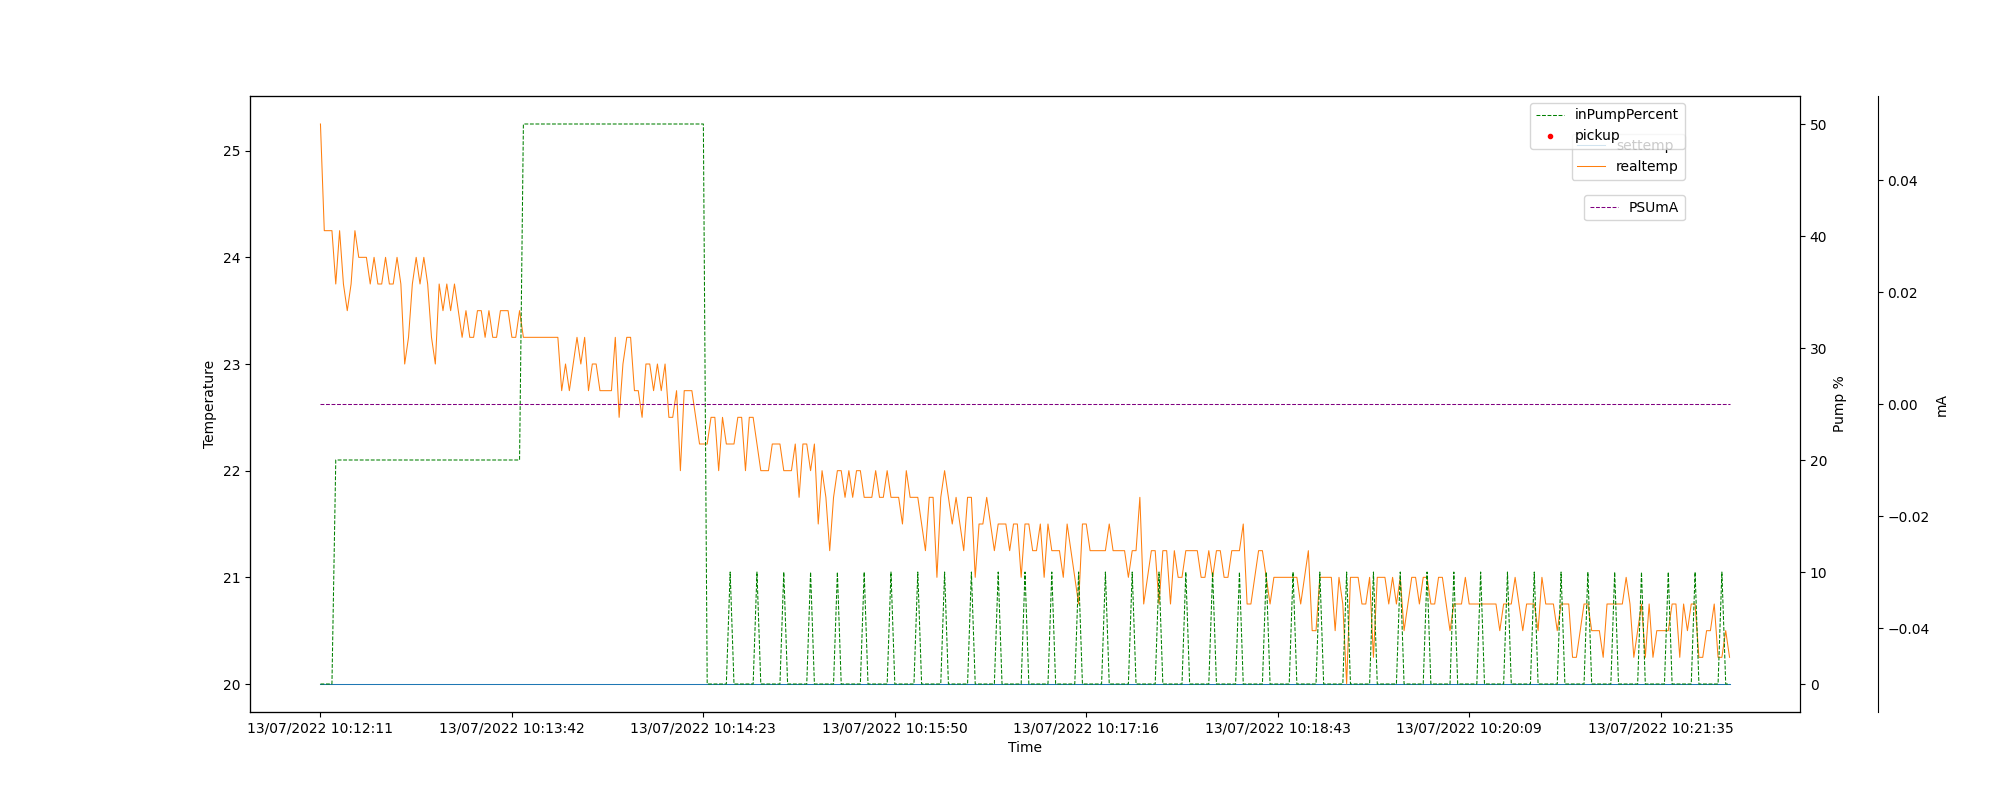 inPumpPercent
pickup
settemp
realtemp
PSUmA
25
24
23
22
21
20
Temperature
50
40
30
20
10
0
Pump %
0.04
0.02
0.00
−0.02
−0.04
mA
13/07/2022 10:12:11
13/07/2022 10:13:42
13/07/2022 10:14:23
13/07/2022 10:15:50
13/07/2022 10:17:16
13/07/2022 10:18:43
13/07/2022 10:20:09
13/07/2022 10:21:35
Time